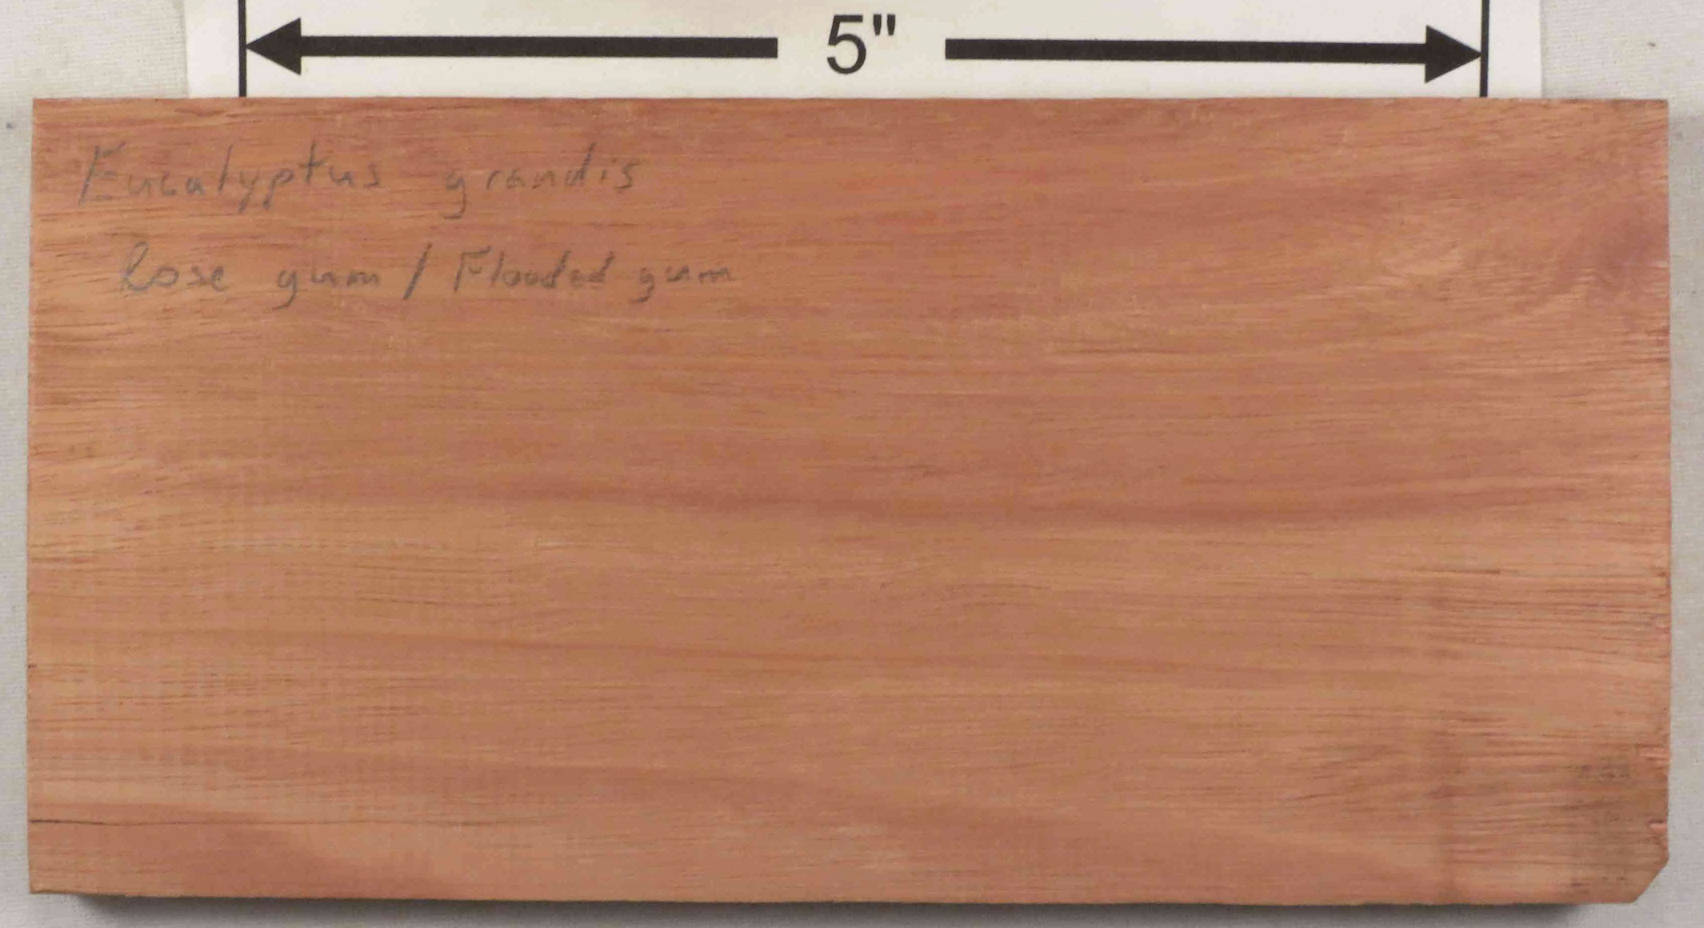 5"
Eucalyptus grandis
Rose gum / Flooded gum